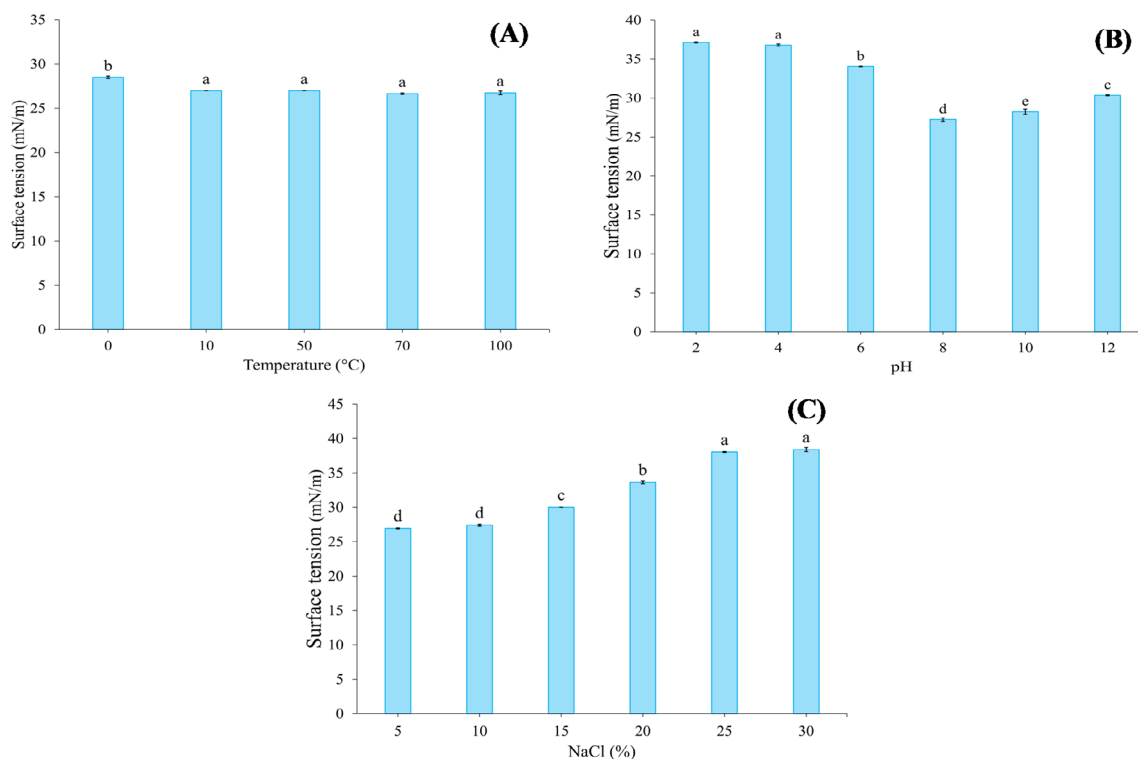 (A)
Surface tension (mN/m)
35
30
25
20
15
10
5
0
b
a
a
a
a
0 10 50 70 100
Temperature (°C)
(B)
Surface tension (mN/m)
40
35
30
25
20
15
10
5
0
a
a
b
d
e
c
2 4 6 8 10 12
pH
(C)
Surface tension (mN/m)
45
40
35
30
25
20
15
10
5
0
d
d
c
b
a
a
5 10 15 20 25 30
NaCl (%)